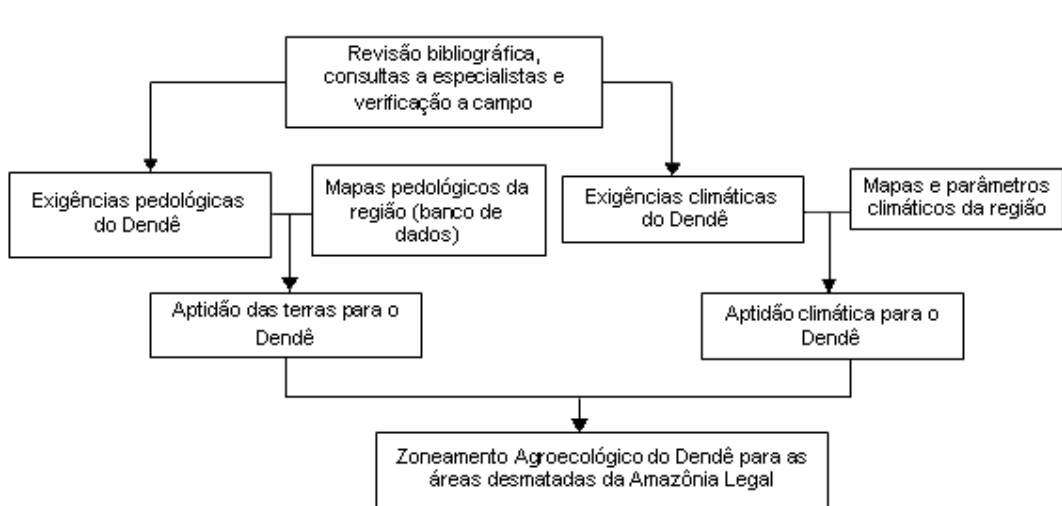 Revisão bibliográfica,
consultas a especialistas e
verificação a campo
Exigências pedológicas
do Dendê
Mapas pedológicos da
região (banco de
dados)
Exigências climáticas
do Dendê
Mapas e parâmetros
climáticos da região
Aptidão das terras para o
Dendê
Aptidão climática para o
Dendê
Zoneamento Agroecológico do Dendê para as
áreas desmatadas da Amazônia Legal